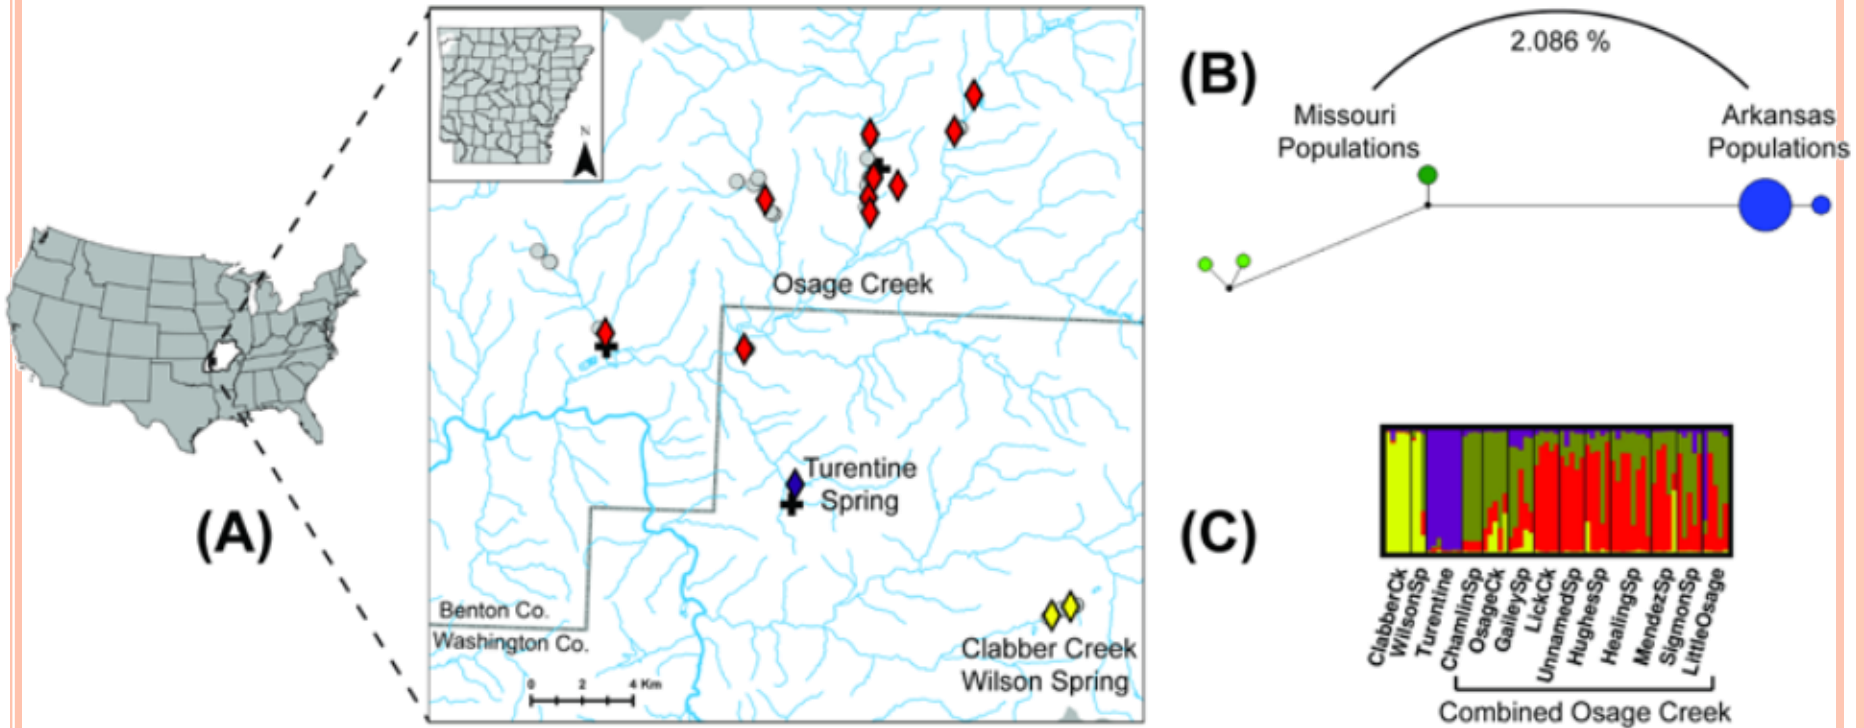 N
Osage Creek
Turentine
Spring
Benton Co.
Washington Co.
Clabber Creek
Wilson Spring
0 2 4 Km
(A)
(B)
2.086 %
Missouri
Populations
Arkansas
Populations
(C)
ClabberCk
WilsonSp
Turentine
ChamlinSp
OsageCk
GaileySp
LickCk
UnnamedSp
HughesSp
HealingSp
MendezSp
SigmonSp
LittleOsage
Combined Osage Creek